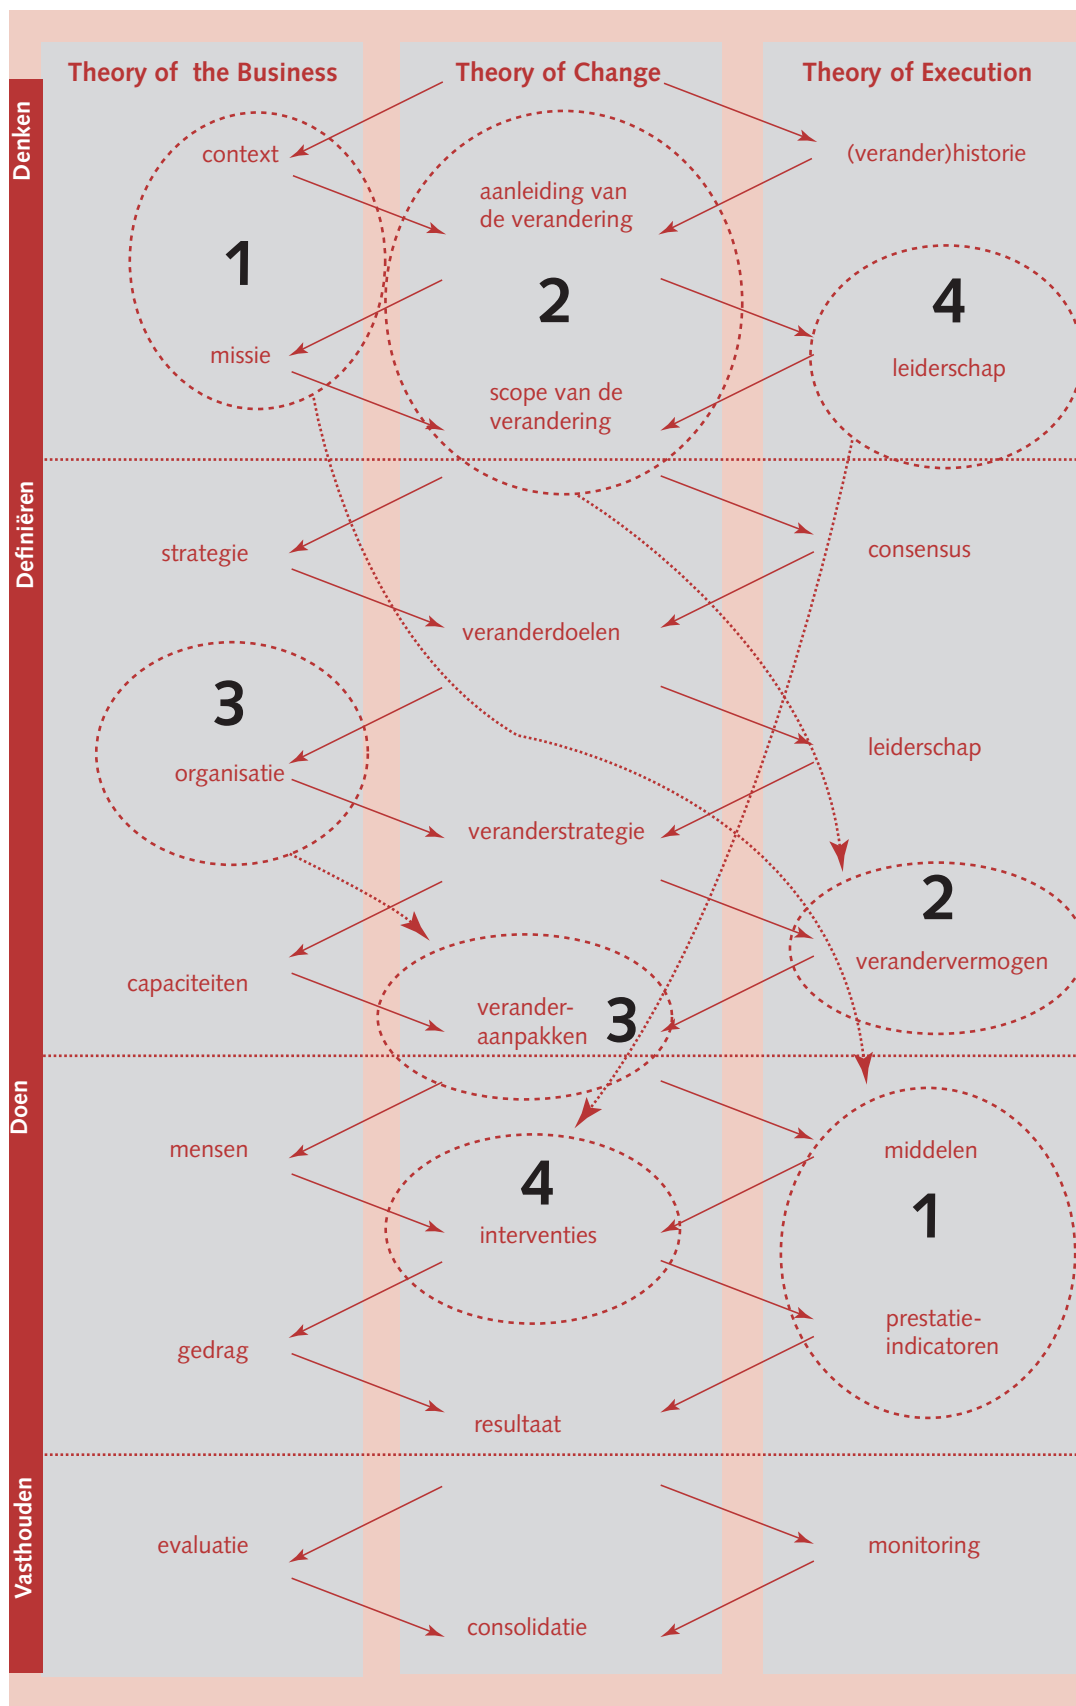 Theory of the Business
Theory of Change
Theory of Execution
Denken
context
(verander)historie
aanleiding van
de verandering
1
2
4
missie
leiderschap
scope van de
verandering
Definiëren
strategie
consensus
veranderdoelen
3
leiderschap
organisatie
veranderstrategie
2
verandervermogen
capaciteiten
verander-
aanpakken
3
Doen
mensen
middelen
4
1
interventies
prestatie-
indicatoren
gedrag
resultaat
Vasthouden
evaluatie
monitoring
consolidatie